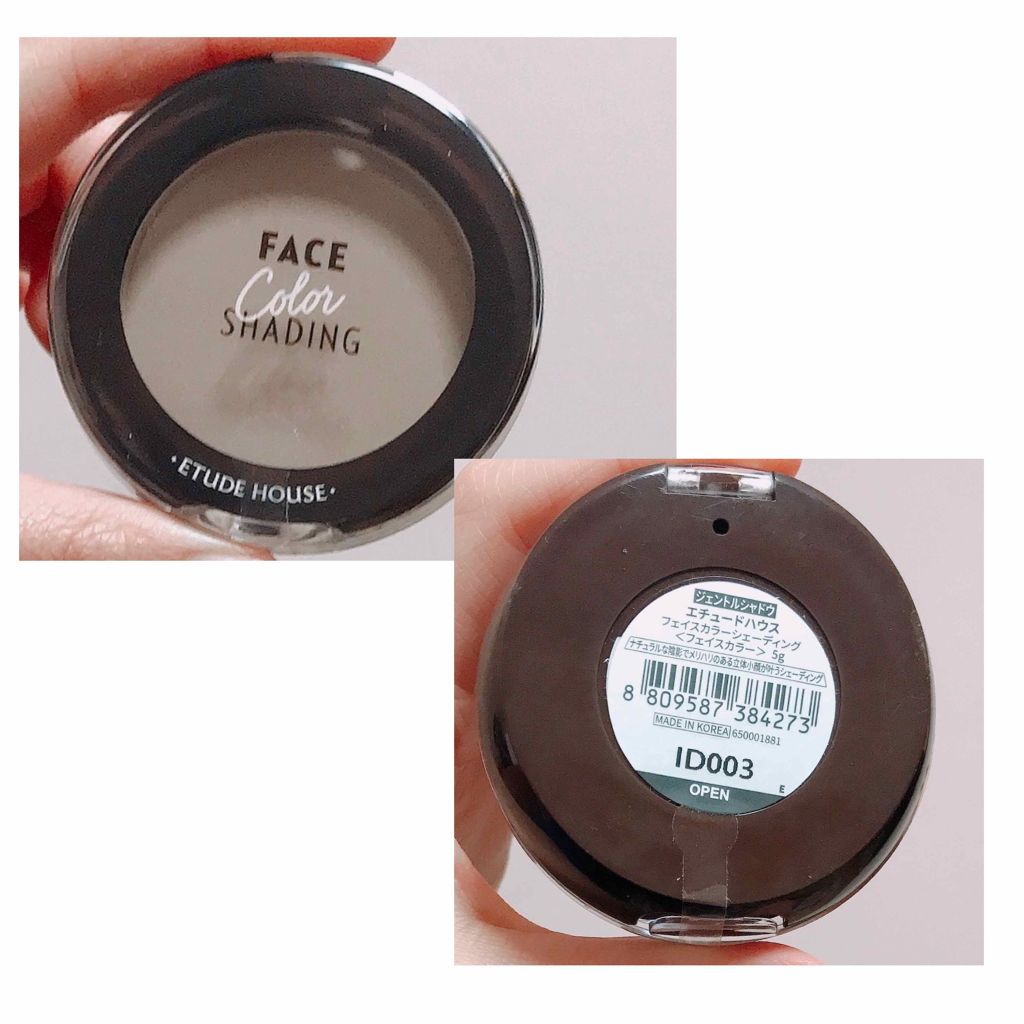 FACE
Color
SHADING
·ETUDE HOUSE·
ジェントルシャドウ
エチュードハウス
フェイスカラーシェーディング
<フェイスカラー> 5g
ナチュラルな陰影でメリハリのある立体小顔が叶うシェーディング
8 809587 384273
MADE IN KOREA 650001881
ID003
OPEN E